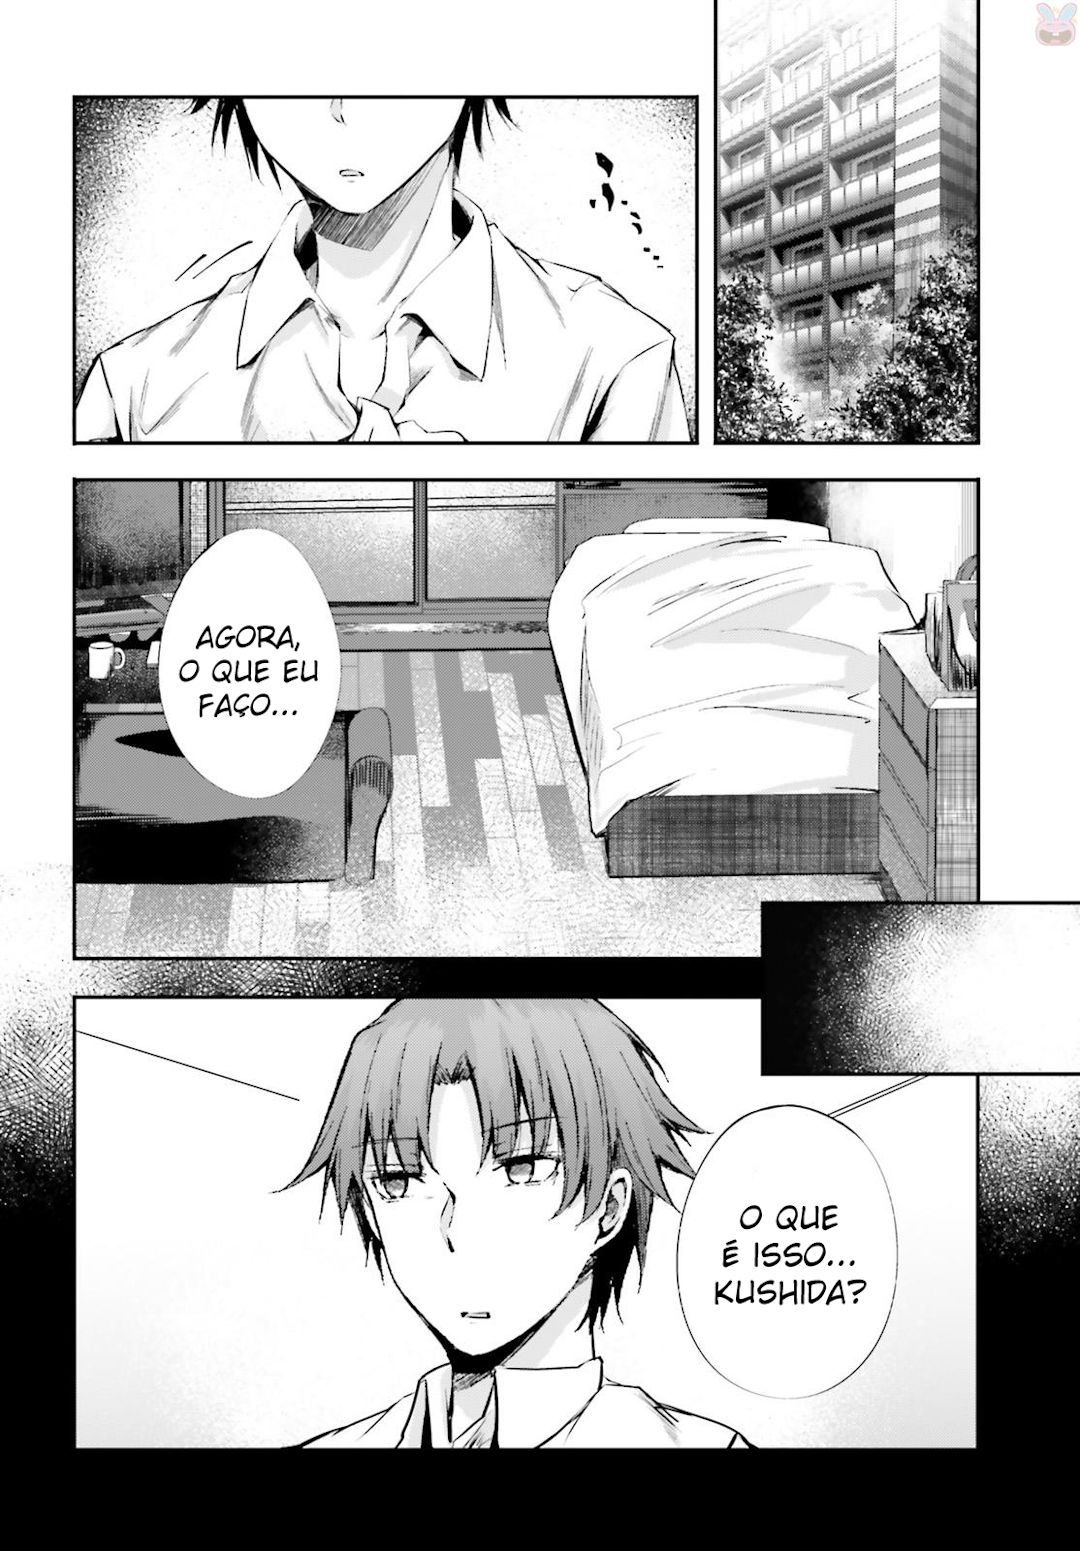 AGORA,
O QUE EU
FAÇO...
O QUE
É ISSO...
KUSHIDA?